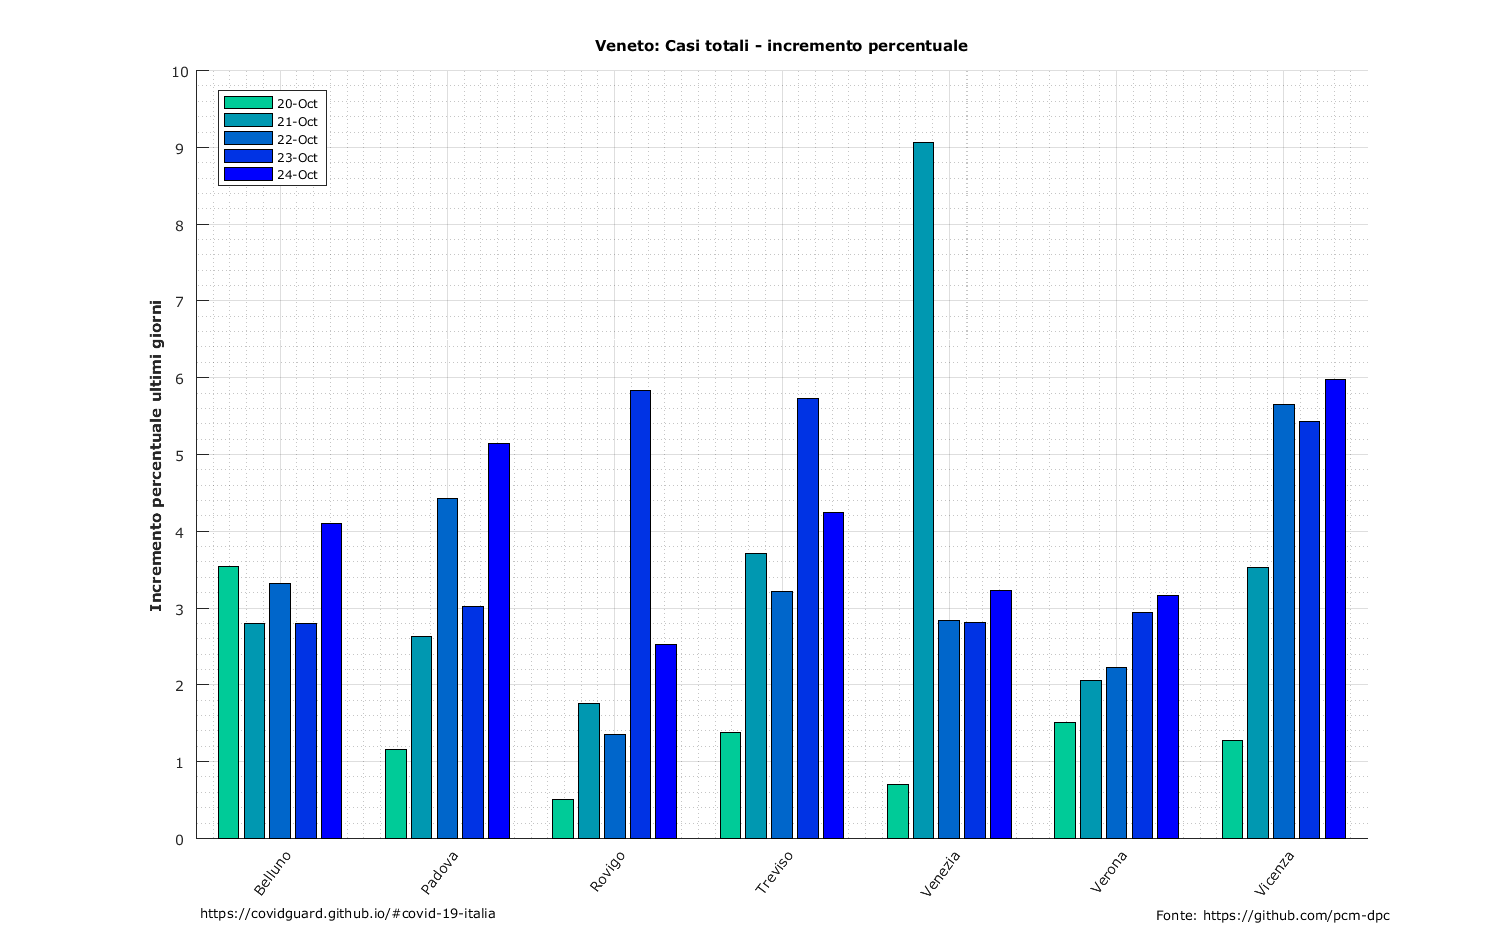 Veneto: Casi totali - incremento percentuale
Incremento percentuale ultimi giorni
10
9
8
7
6
5
4
3
2
1
0
20-Oct
21-Oct
22-Oct
23-Oct
24-Oct
Belluno
Padova
Rovigo
Treviso
Venezia
Verona
Vicenza
https://covidguard.github.io/#covid-19-italia
Fonte: https://github.com/pcm-dpc